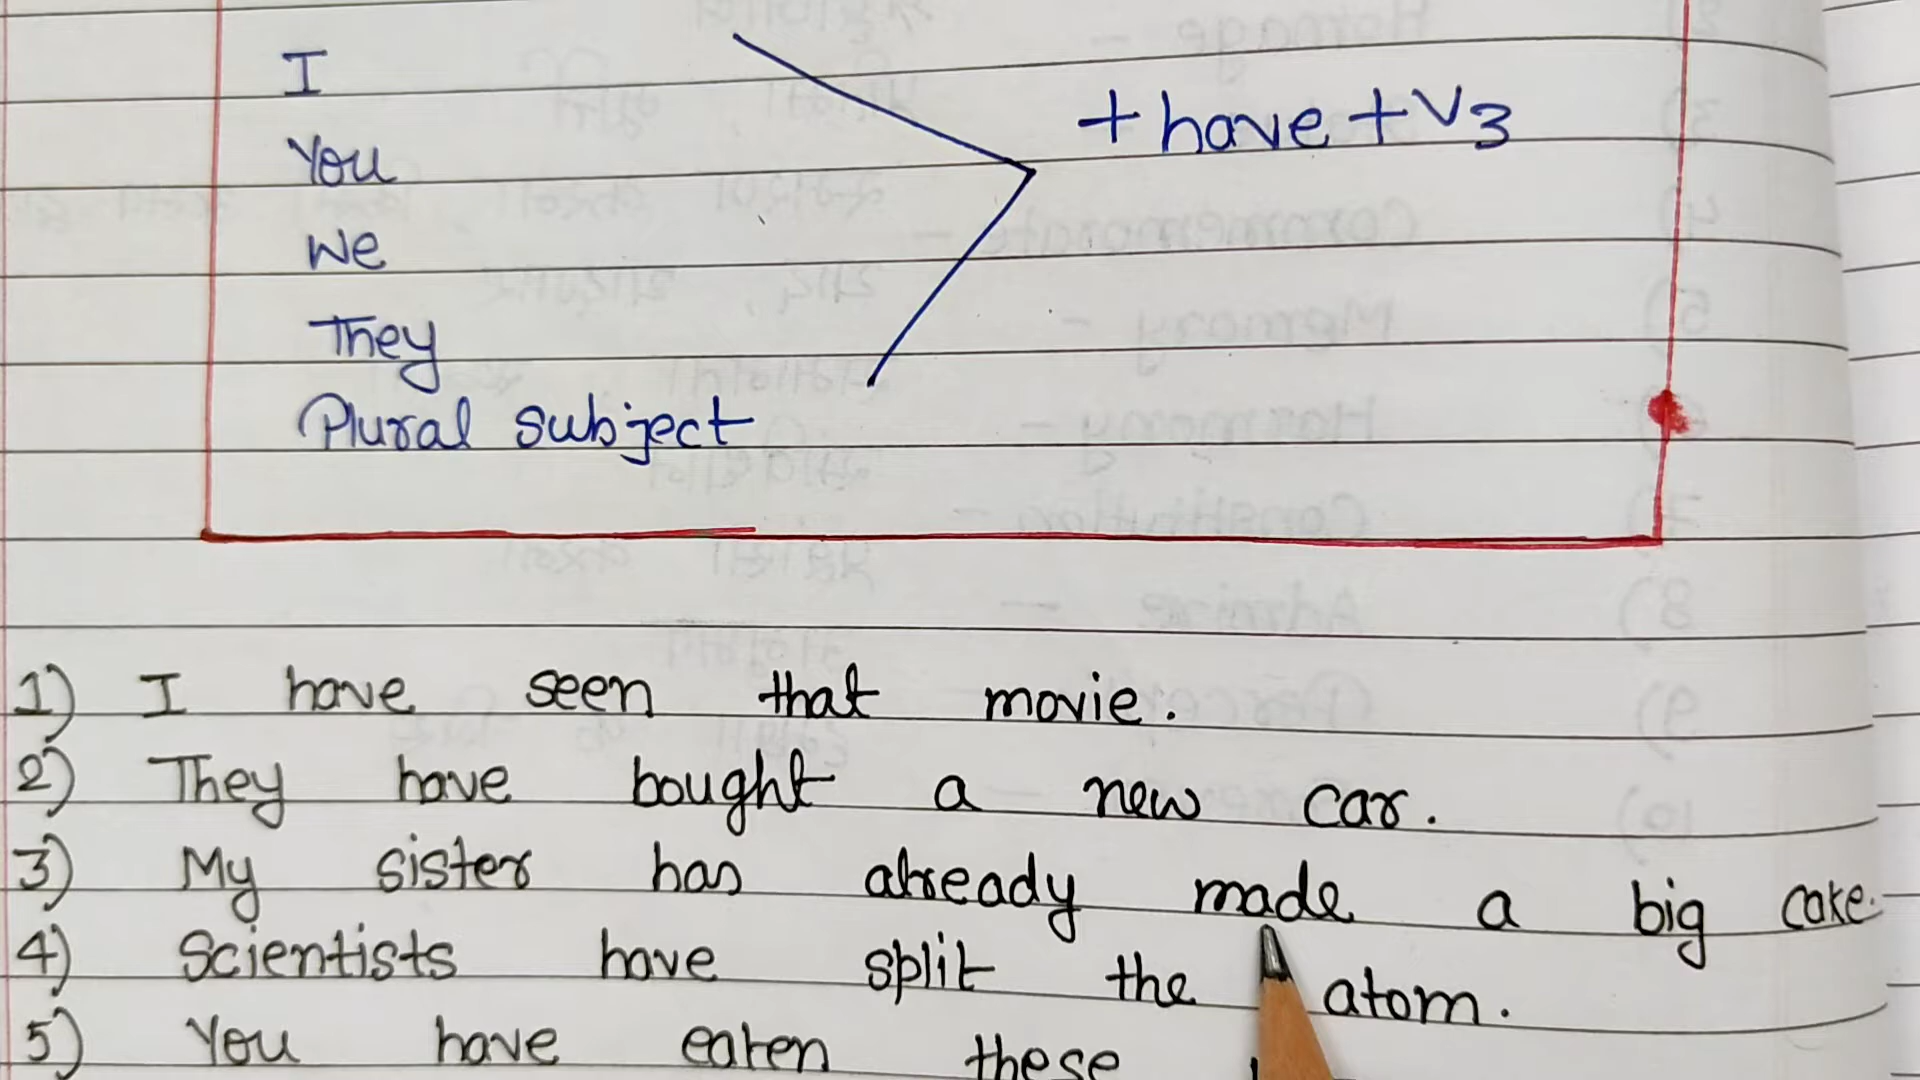 I
You
We
They
Plural subject
+ have + V3
1) I have seen that movie.
2) They have bought a new car.
3) My sister has already made a big cake.
4) Scientists have split the atom.
5) You have eaten these